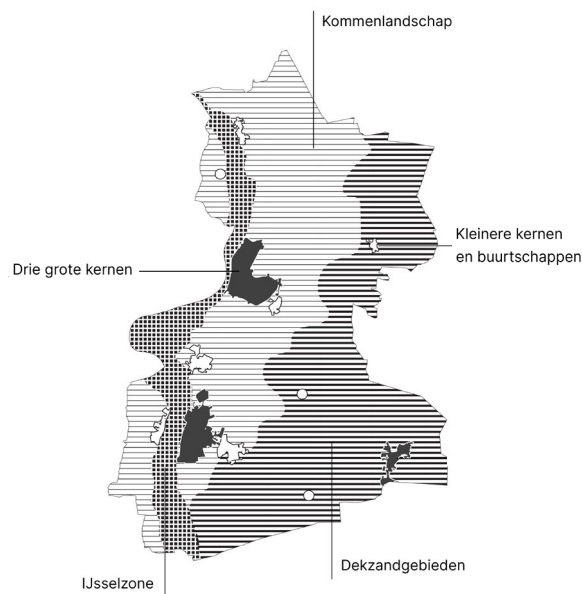 Kommenlandschap
Kleinere kernen
en buurtschappen
Drie grote kernen
Dekzandgebieden
IJsselzone